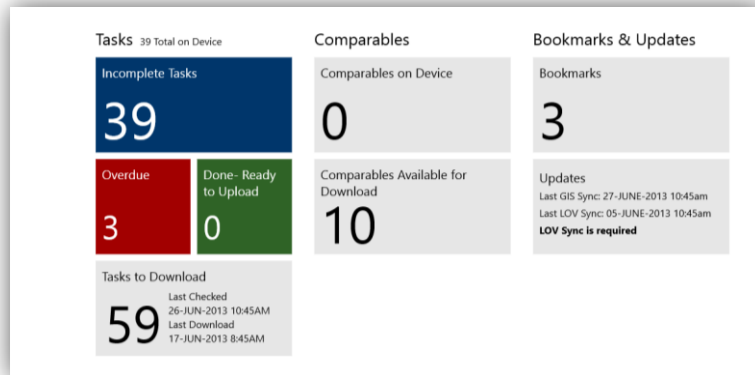 Tasks 39 Total on Device
Incomplete Tasks
39
Overdue
3
Done- Ready
to Upload
0
Tasks to Download
59
Last Checked
26-JUN-2013 10:45AM
Last Download
17-JUN-2013 8:45AM
Comparables
Comparables on Device
0
Comparables Available for
Download
10
Bookmarks & Updates
Bookmarks
3
Updates
Last GIS Sync: 27-JUNE-2013 10:45am
Last LOV Sync: 05-JUNE-2013 10:45am
LOV Sync is required